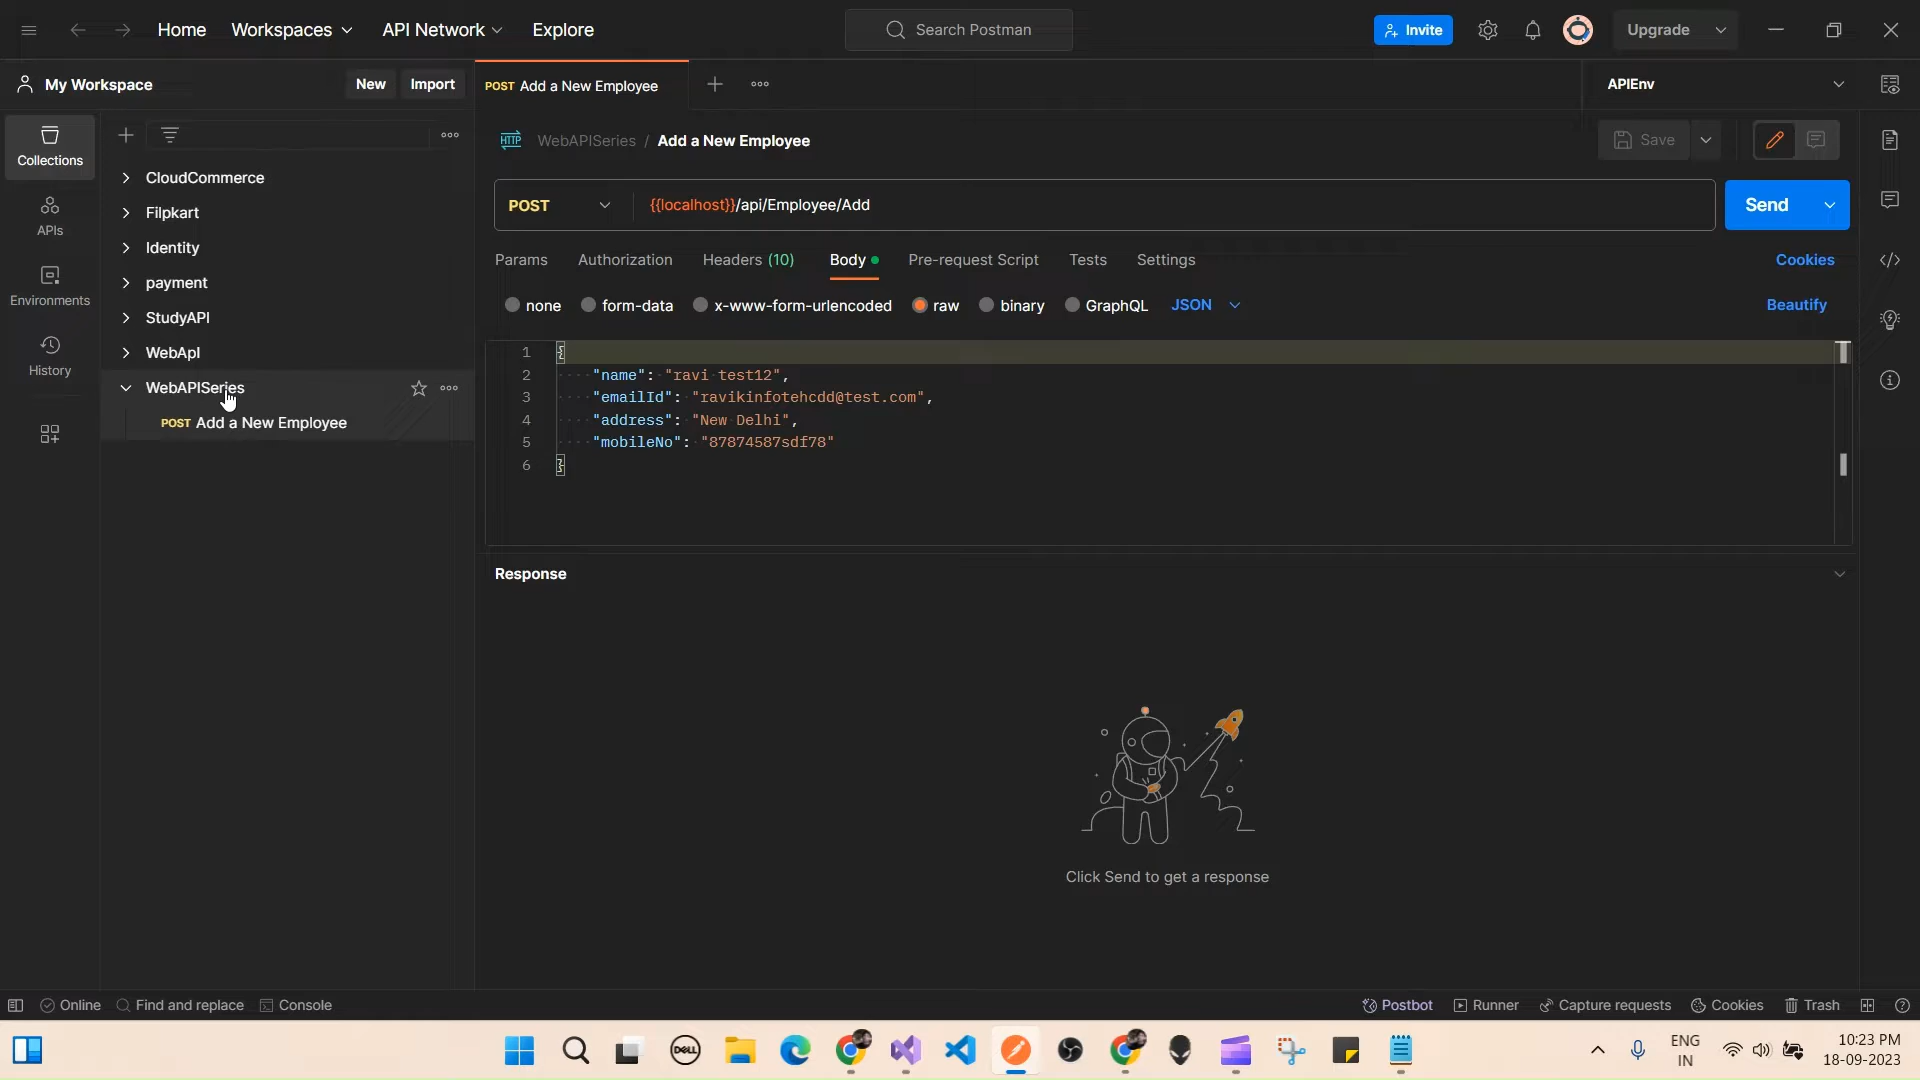 Home Workspaces API Network Explore Search Postman Invite Upgrade
My Workspace New Import POST Add a New Employee APIEnv
Collections
APIs
Environments
History
CloudCommerce
Filpkart
Identity
payment
StudyAPI
WebApI
WebAPISeries
POST Add a New Employee
HTTP WebAPISeries / Add a New Employee Save
POST {{localhost}}/api/Employee/Add Send
Params Authorization Headers (10) Body Pre-request Script Tests Settings Cookies
none form-data x-www-form-urlencoded raw binary GraphQL JSON Beautify
1 {
2 "name": "ravi test12",
3 "emailId": "ravikinfotehcdd@test.com",
4 "address": "New Delhi",
5 "mobileNo": "87874587sdf78"
6 }
Response
Click Send to get a response
Online Find and replace Console Postbot Runner Capture requests Cookies Trash
DELL ENG 10:23 PM
IN 18-09-2023